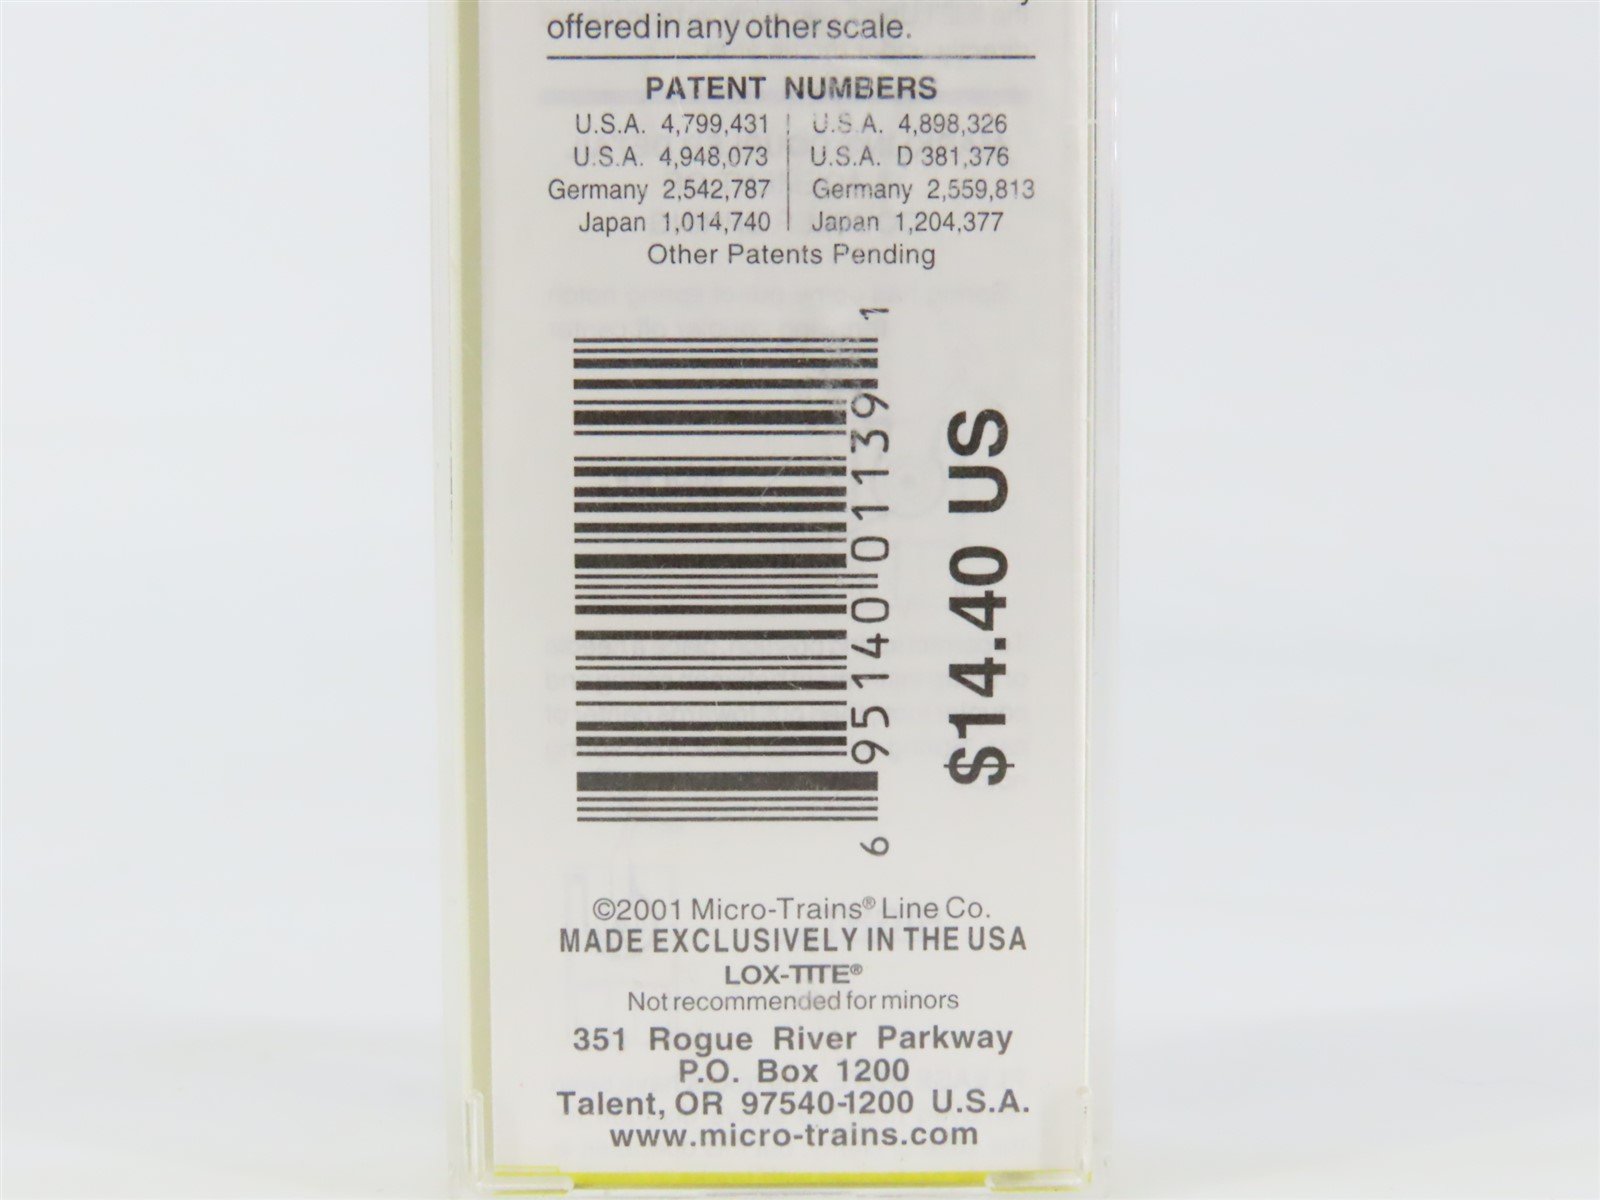 offered in any other scale.
PATENT NUMBERS
U.S.A. 4,799,431 U.S.A. 4,898,326
U.S.A. 4,948,073 U.S.A. D 381,376
Germany 2,542,787 Germany 2,559,813
Japan 1,014,740 Japan 1,204,377
Other Patents Pending
6 95140 01139 1
$14.40 US
©2001 Micro-Trains® Line Co.
MADE EXCLUSIVELY IN THE USA
LOX-TITE®
Not recommended for minors
351 Rogue River Parkway
P.O. Box 1200
Talent, OR 97540-1200 U.S.A.
www.micro-trains.com